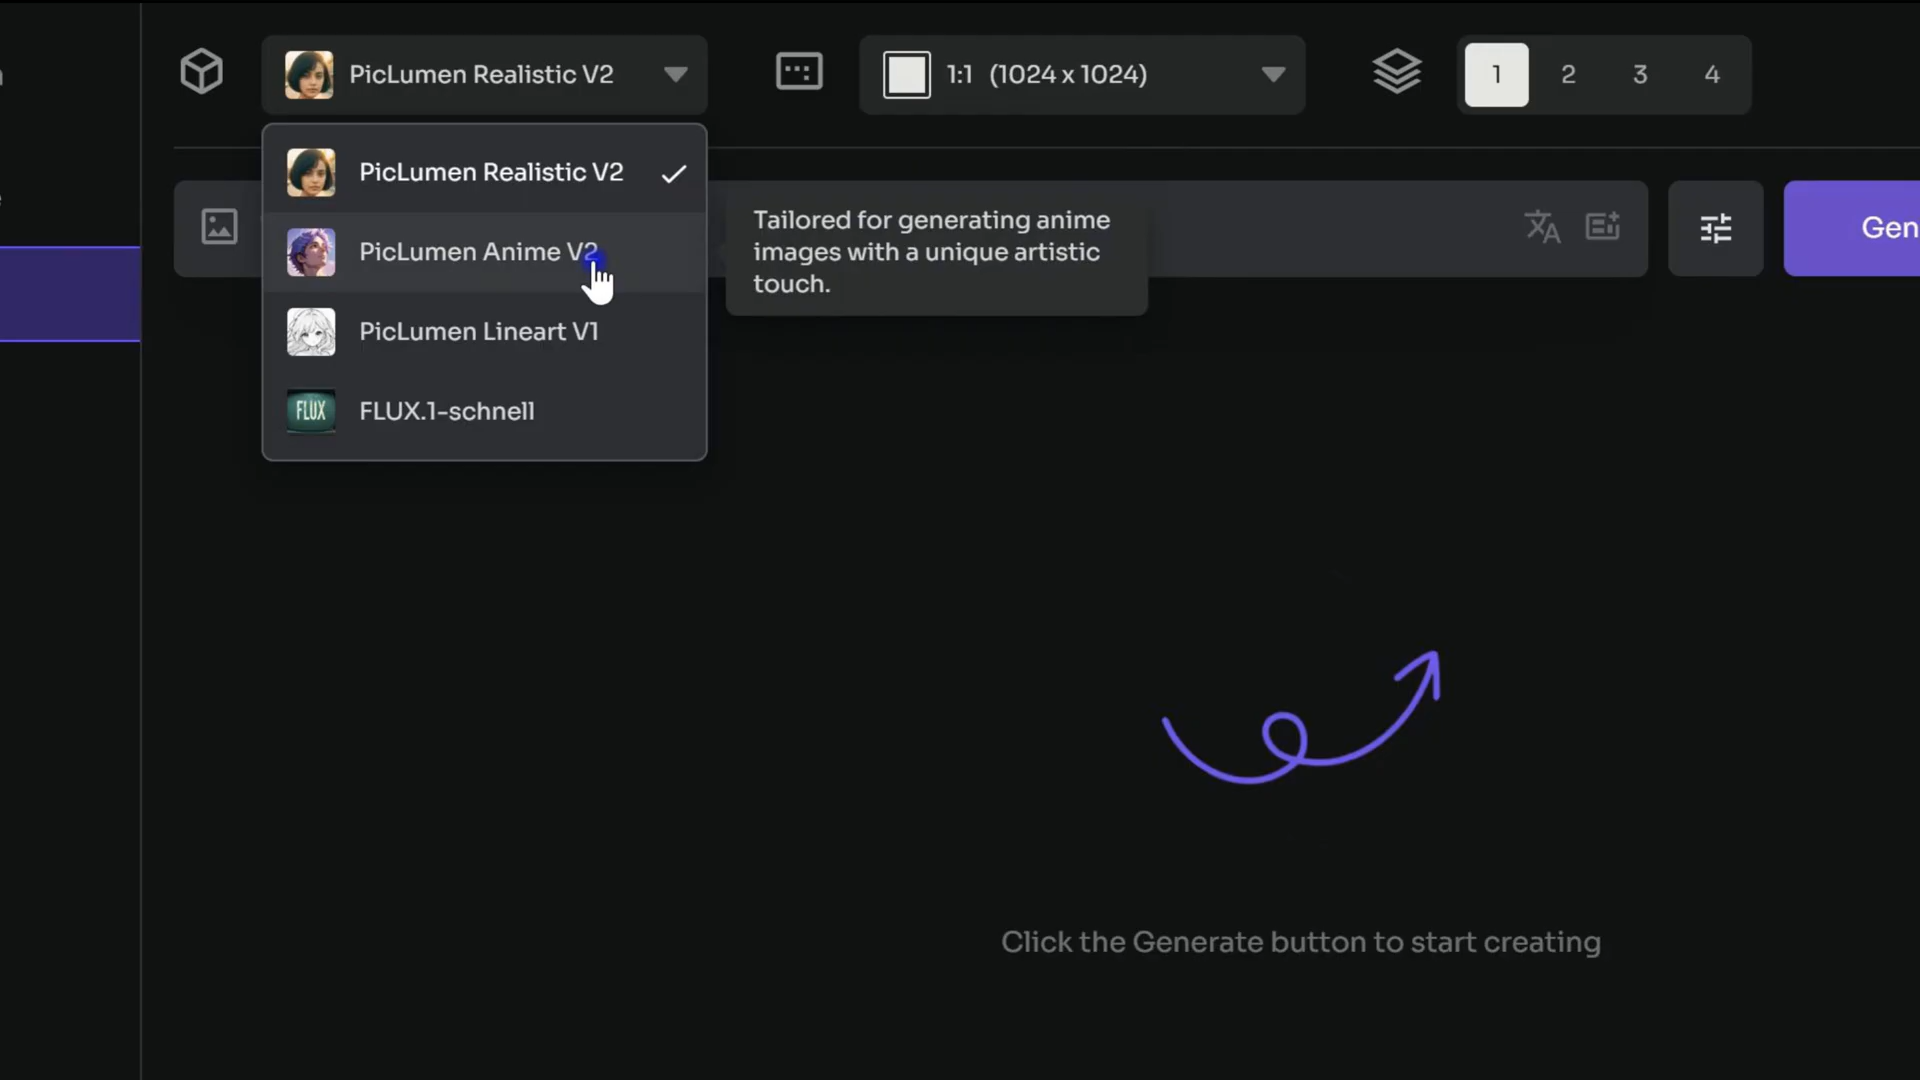 PicLumen Realistic V2
1:1 (1024 x 1024)
1 2 3 4
PicLumen Realistic V2
PicLumen Anime V2
Tailored for generating anime
images with a unique artistic
touch.
Gen
PicLumen Lineart V1
FLUX
FLUX.1-schnell
Click the Generate button to start creating